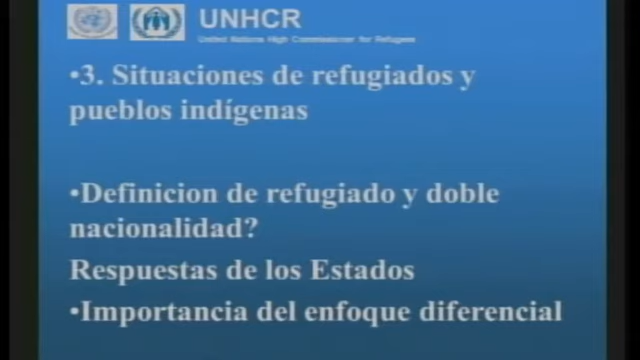 UNHCR
United Nations High Commissioner for Refugees
•3. Situaciones de refugiados y
pueblos indígenas
•Definicion de refugiado y doble
nacionalidad?
Respuestas de los Estados
•Importancia del enfoque diferencial